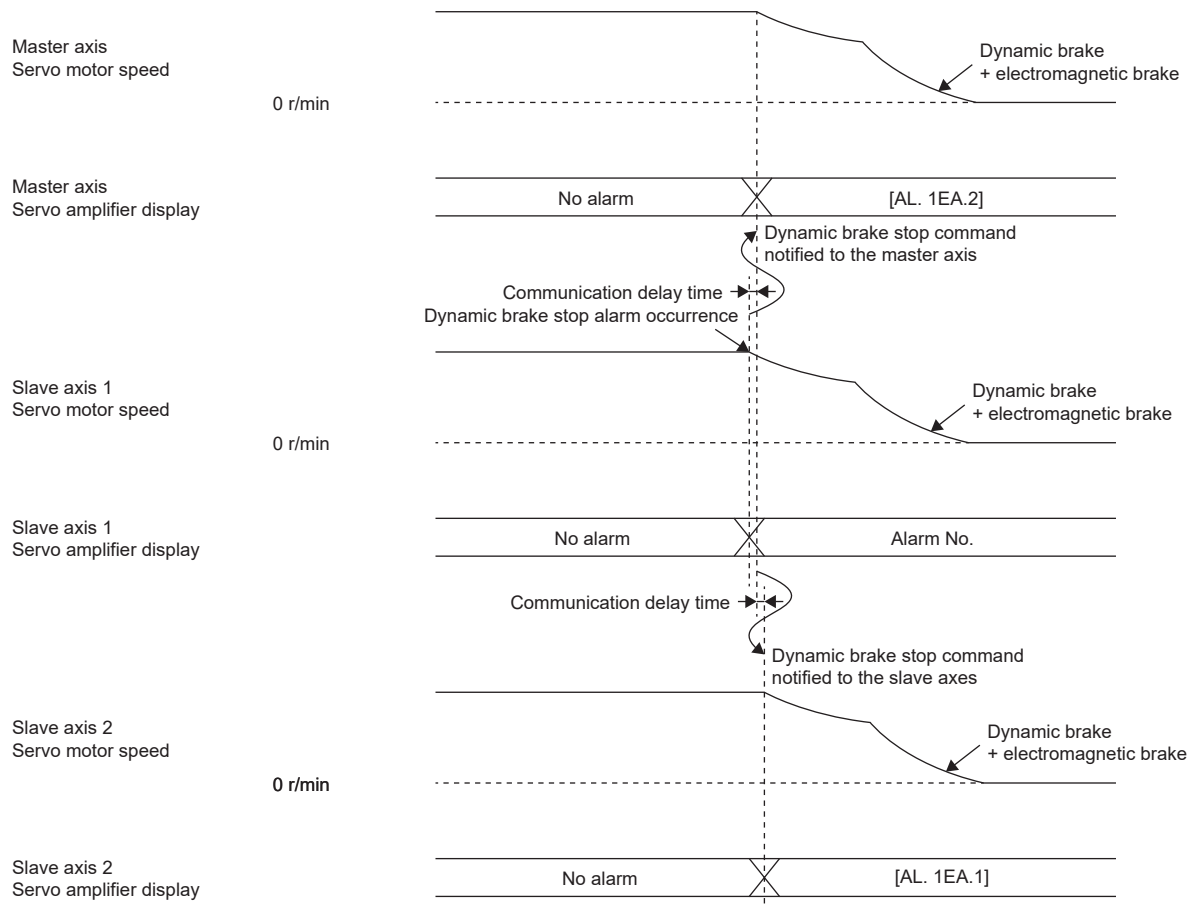 Master axis
Servo motor speed
0 r/min
Dynamic brake
+ electromagnetic brake
Master axis
Servo amplifier display
No alarm
[AL. 1EA.2]
Dynamic brake stop command
notified to the master axis
Communication delay time
Dynamic brake stop alarm occurrence
Slave axis 1
Servo motor speed
0 r/min
Dynamic brake
+ electromagnetic brake
Slave axis 1
Servo amplifier display
No alarm
Alarm No.
Communication delay time
Dynamic brake stop command
notified to the slave axes
Slave axis 2
Servo motor speed
0 r/min
Dynamic brake
+ electromagnetic brake
Slave axis 2
Servo amplifier display
No alarm
[AL. 1EA.1]